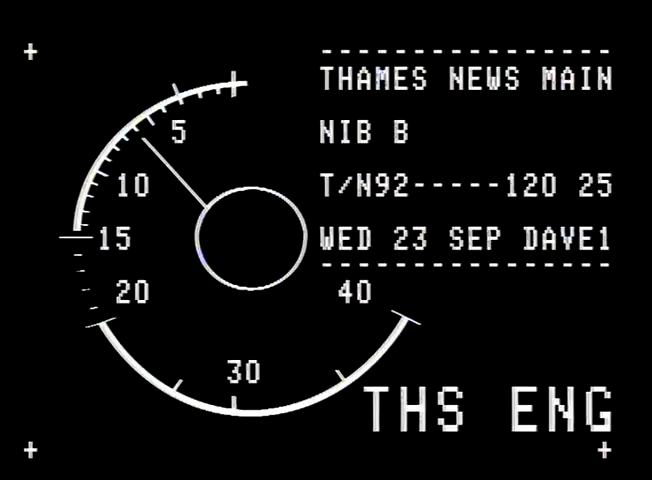 ----------------
THAMES NEWS MAIN
NIB B
T/N92-----120 25
WED 23 SEP DAVE1
----------------
5
10
15
20
30
40
THS ENG